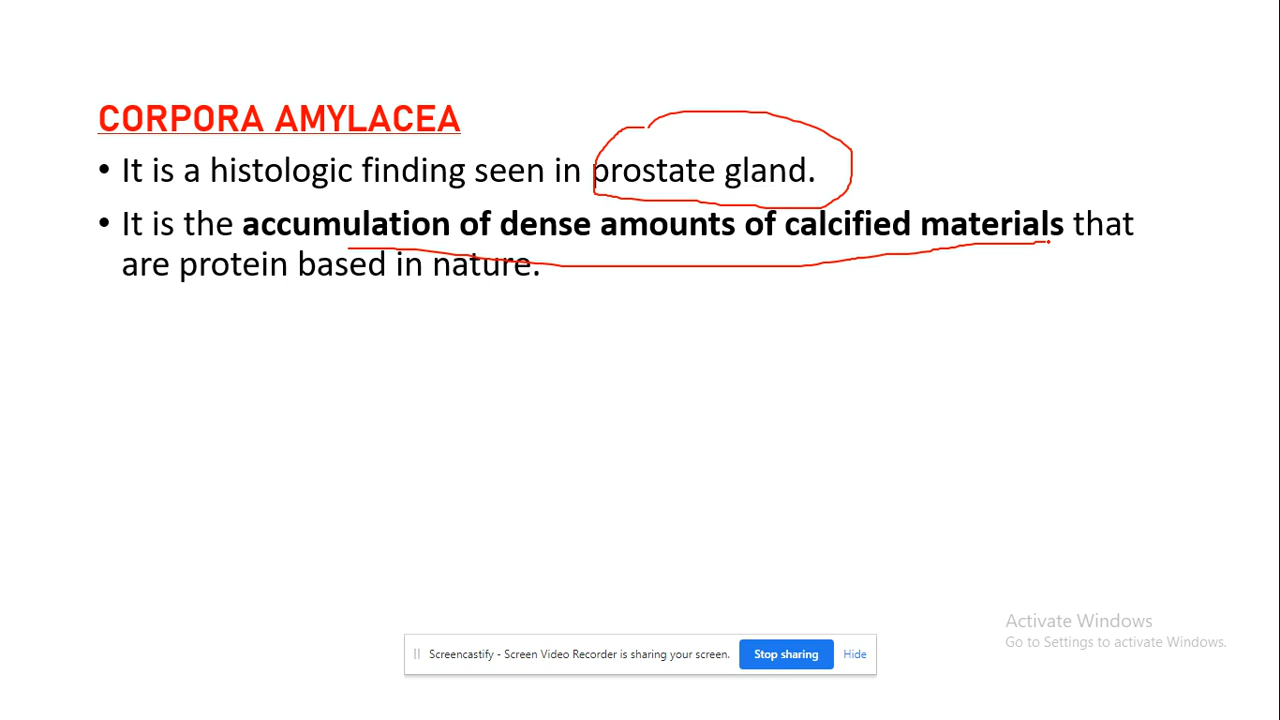 CORPORA AMYLACEA
• It is a histologic finding seen in prostate gland.
• It is the accumulation of dense amounts of calcified materials that
are protein based in nature.
Activate Windows
Go to Settings to activate Windows.
Screencastify - Screen Video Recorder is sharing your screen. Stop sharing Hide